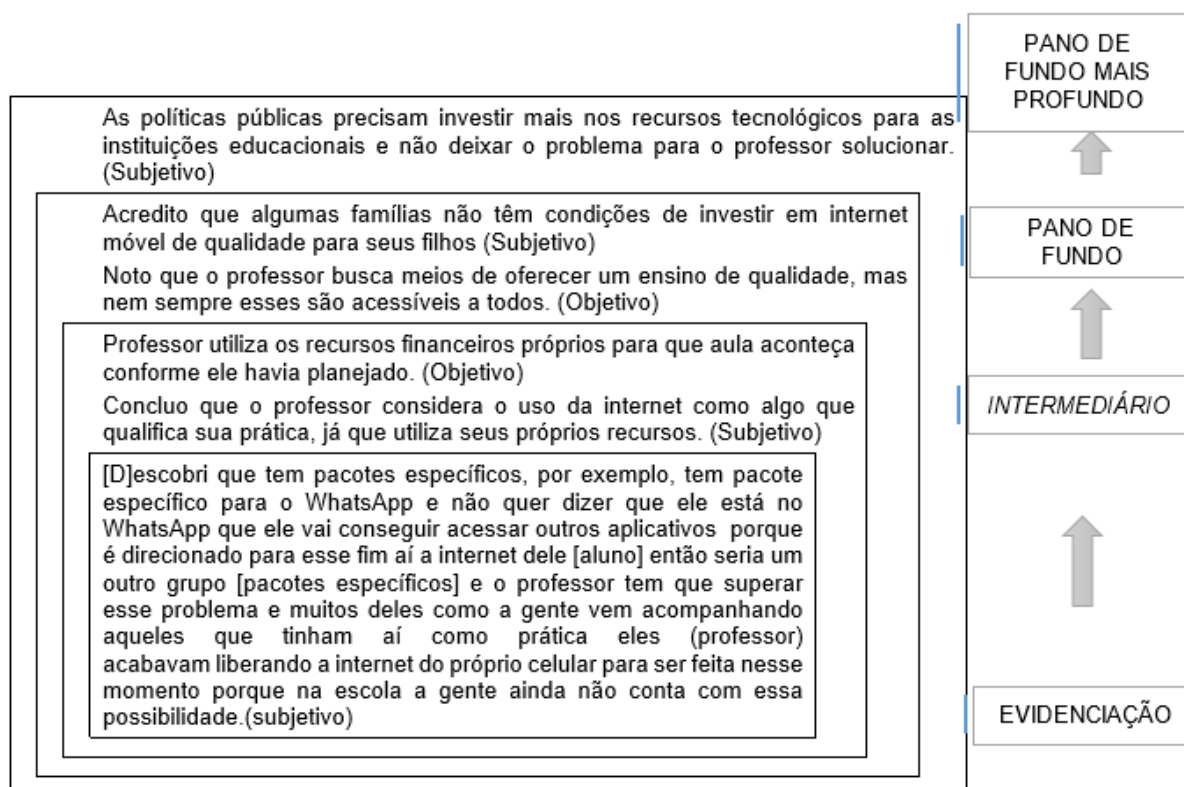 PANO DE
FUNDO MAIS
PROFUNDO
As políticas públicas precisam investir mais nos recursos tecnológicos para as
instituições educacionais e não deixar o problema para o professor solucionar.
(Subjetivo)
Acredito que algumas famílias não têm condições de investir em internet
móvel de qualidade para seus filhos (Subjetivo)
Noto que o professor busca meios de oferecer um ensino de qualidade, mas
nem sempre esses são acessíveis a todos. (Objetivo)
PANO DE
FUNDO
Professor utiliza os recursos financeiros próprios para que aula aconteça
conforme ele havia planejado. (Objetivo)
Concluo que o professor considera o uso da internet como algo que
qualifica sua prática, já que utiliza seus próprios recursos. (Subjetivo)
INTERMEDIÁRIO
[D]escobri que tem pacotes específicos, por exemplo, tem pacote
específico para o WhatsApp e não quer dizer que ele está no
WhatsApp que ele vai conseguir acessar outros aplicativos porque
é direcionado para esse fim aí a internet dele [aluno] então seria um
outro grupo [pacotes específicos] e o professor tem que superar
esse problema e muitos deles como a gente vem acompanhando
aqueles que tinham aí como prática eles (professor)
acabavam liberando a internet do próprio celular para ser feita nesse
momento porque na escola a gente ainda não conta com essa
possibilidade.(subjetivo)
EVIDENCIAÇÃO